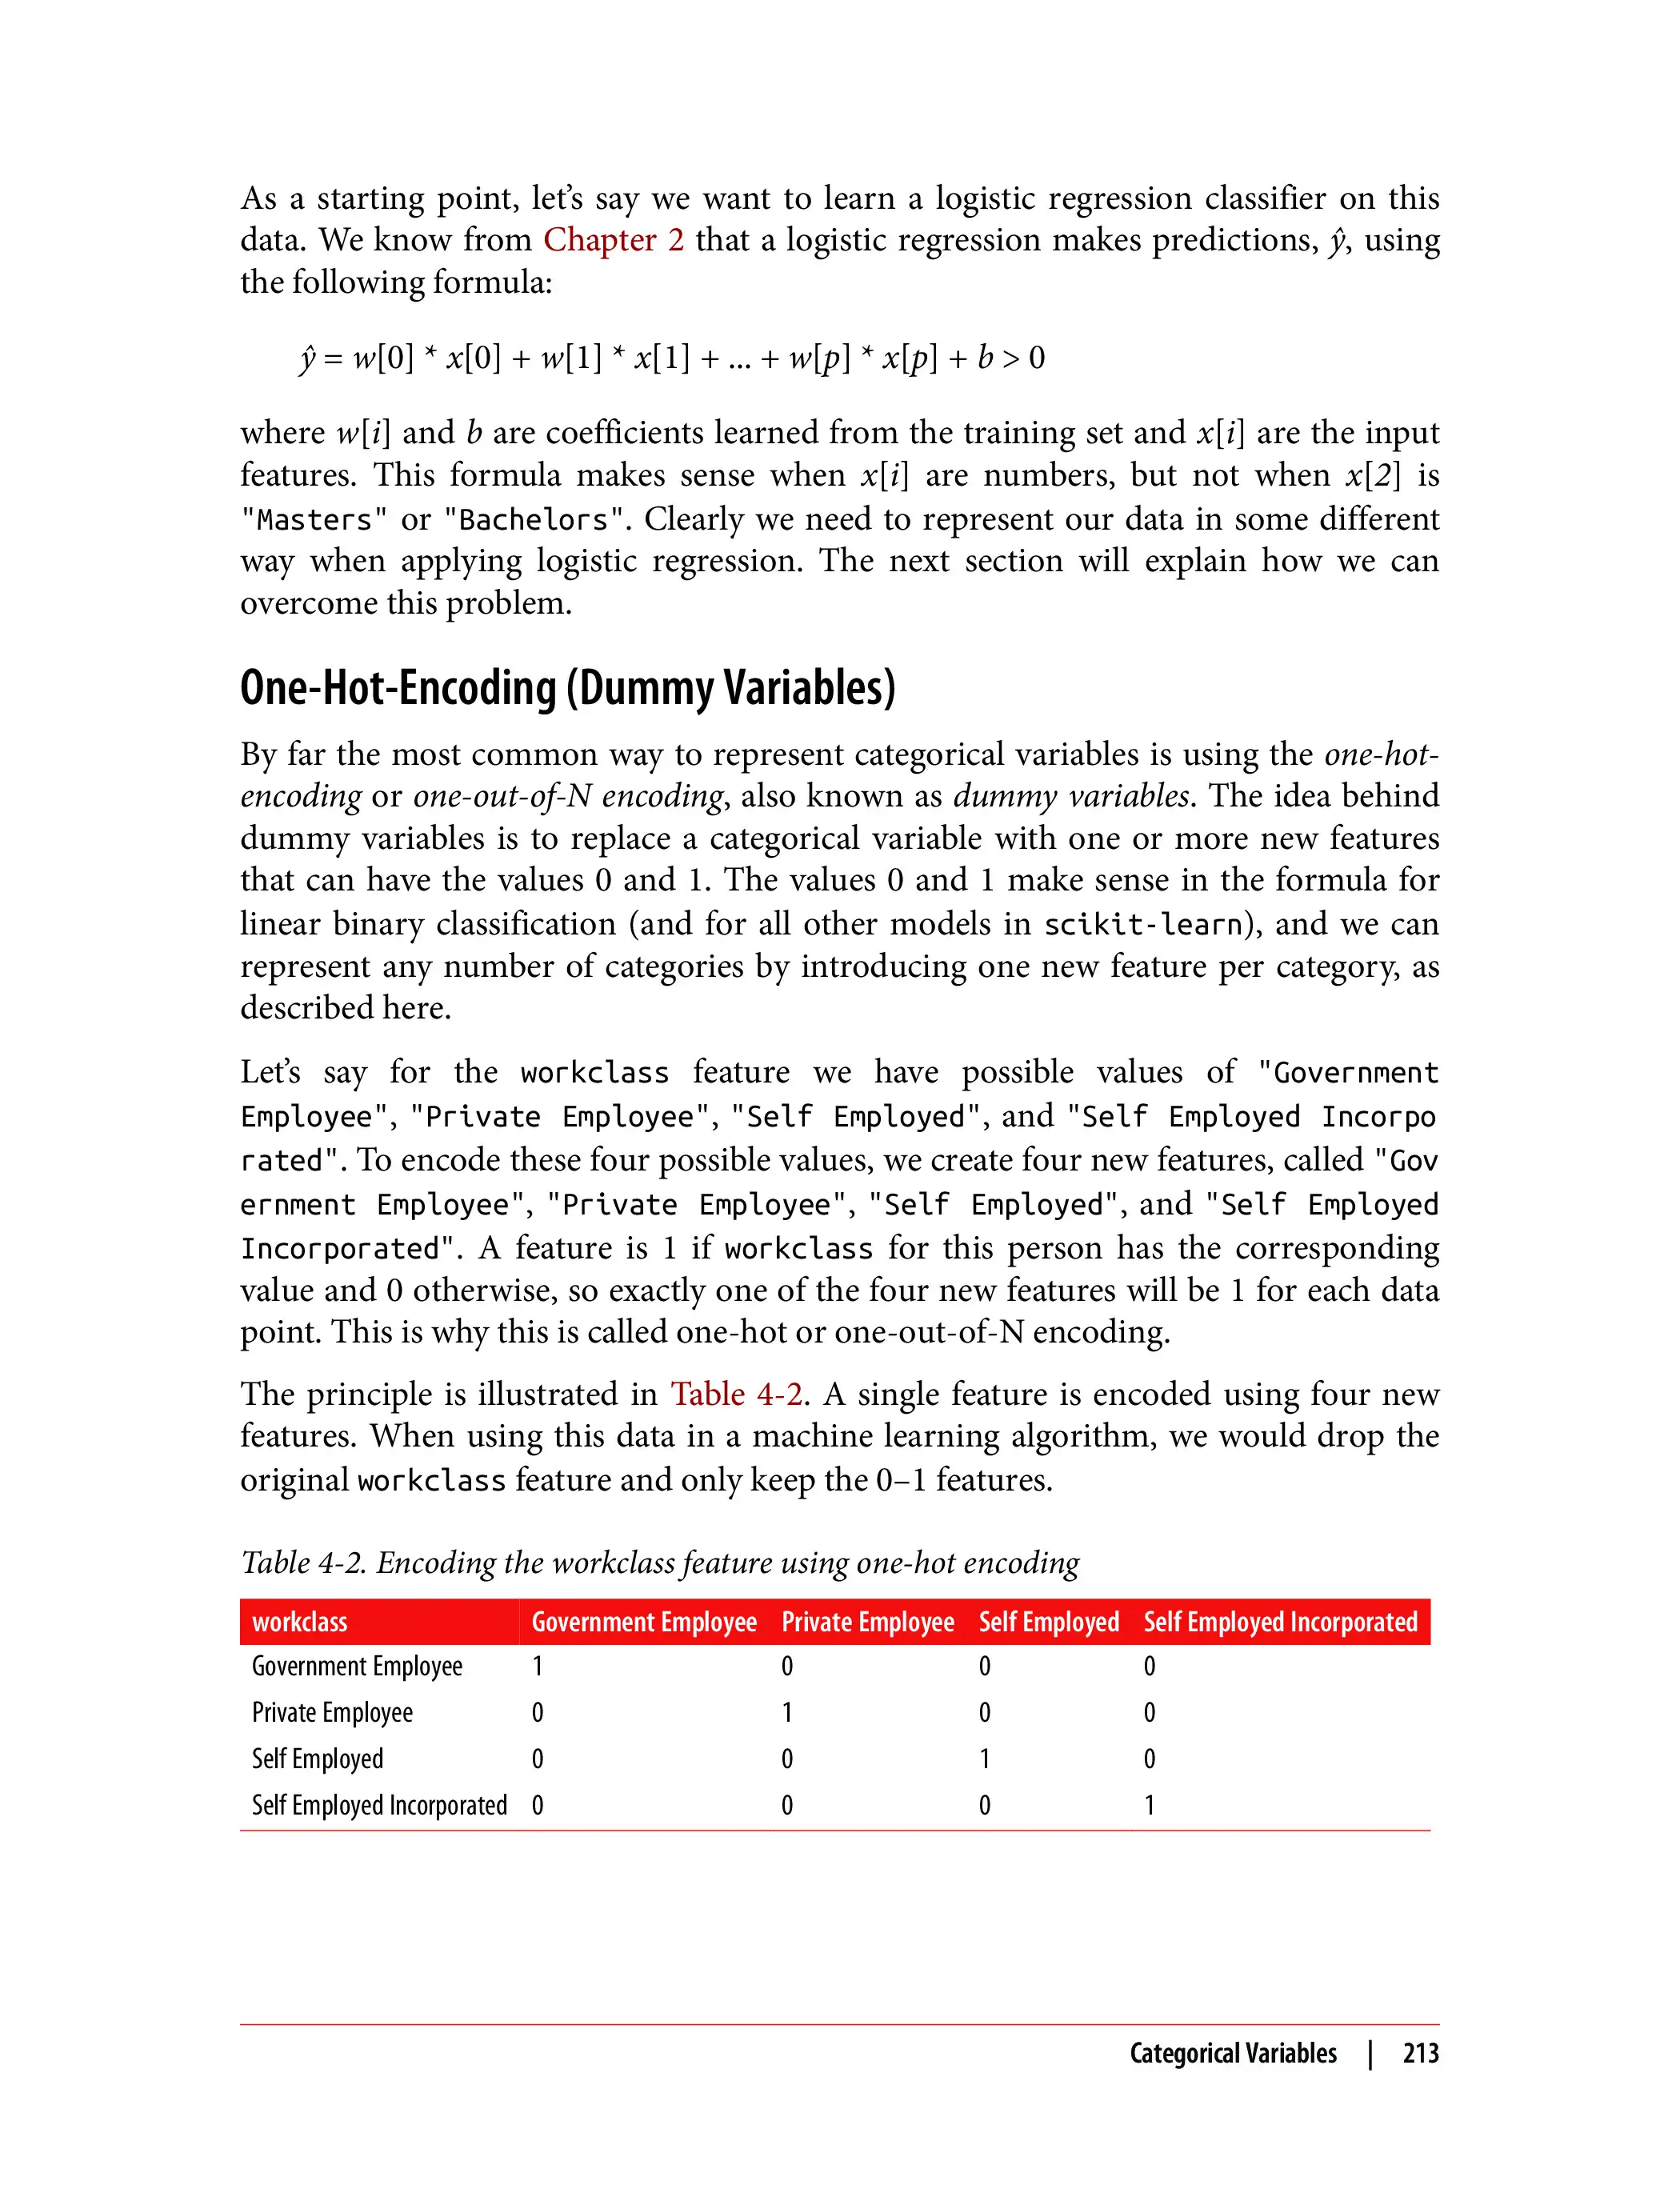 As a starting point, let’s say we want to learn a logistic regression classifier on this
data. We know from Chapter 2 that a logistic regression makes predictions, ŷ, using
the following formula:
ŷ = w[0] * x[0] + w[1] * x[1] + ... + w[p] * x[p] + b > 0
where w[i] and b are coefficients learned from the training set and x[i] are the input
features. This formula makes sense when x[i] are numbers, but not when x[2] is
"Masters" or "Bachelors". Clearly we need to represent our data in some different
way when applying logistic regression. The next section will explain how we can
overcome this problem.
One-Hot-Encoding (Dummy Variables)
By far the most common way to represent categorical variables is using the one-hot-
encoding or one-out-of-N encoding, also known as dummy variables. The idea behind
dummy variables is to replace a categorical variable with one or more new features
that can have the values 0 and 1. The values 0 and 1 make sense in the formula for
linear binary classification (and for all other models in scikit-learn), and we can
represent any number of categories by introducing one new feature per category, as
described here.
Let’s say for the workclass feature we have possible values of "Government
Employee", "Private Employee", "Self Employed", and "Self Employed Incorpo
rated". To encode these four possible values, we create four new features, called "Gov
ernment Employee", "Private Employee", "Self Employed", and "Self Employed
Incorporated". A feature is 1 if workclass for this person has the corresponding
value and 0 otherwise, so exactly one of the four new features will be 1 for each data
point. This is why this is called one-hot or one-out-of-N encoding.
The principle is illustrated in Table 4-2. A single feature is encoded using four new
features. When using this data in a machine learning algorithm, we would drop the
original workclass feature and only keep the 0–1 features.
Table 4-2. Encoding the workclass feature using one-hot encoding
workclass Government Employee Private Employee Self Employed Self Employed Incorporated
Government Employee 1 0 0 0
Private Employee 0 1 0 0
Self Employed 0 0 1 0
Self Employed Incorporated 0 0 0 1
Categorical Variables | 213